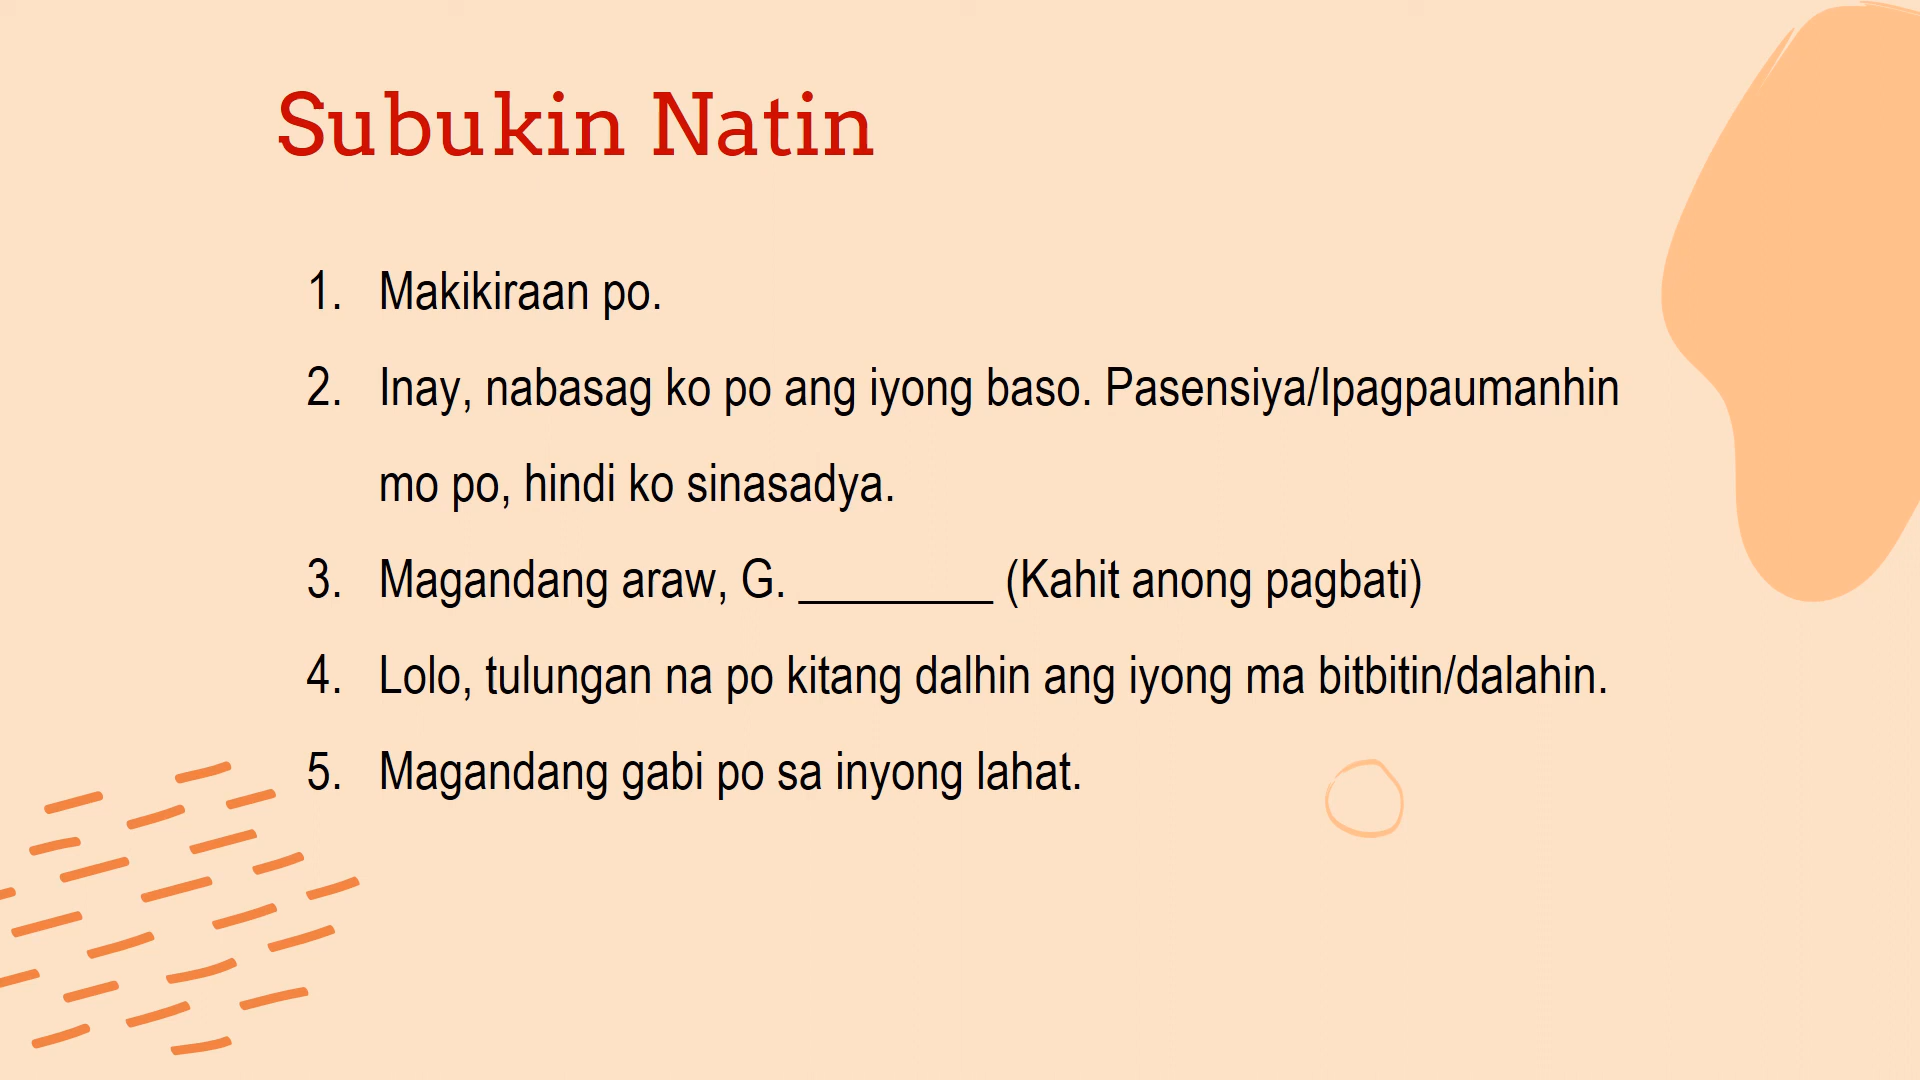 Subukin Natin
1. Makikiraan po.
2. Inay, nabasag ko po ang iyong baso. Pasensiya/Ipagpaumanhin
mo po, hindi ko sinasadya.
3. Magandang araw, G. ________ (Kahit anong pagbati)
4. Lolo, tulungan na po kitang dalhin ang iyong ma bitbitin/dalahin.
5. Magandang gabi po sa inyong lahat.